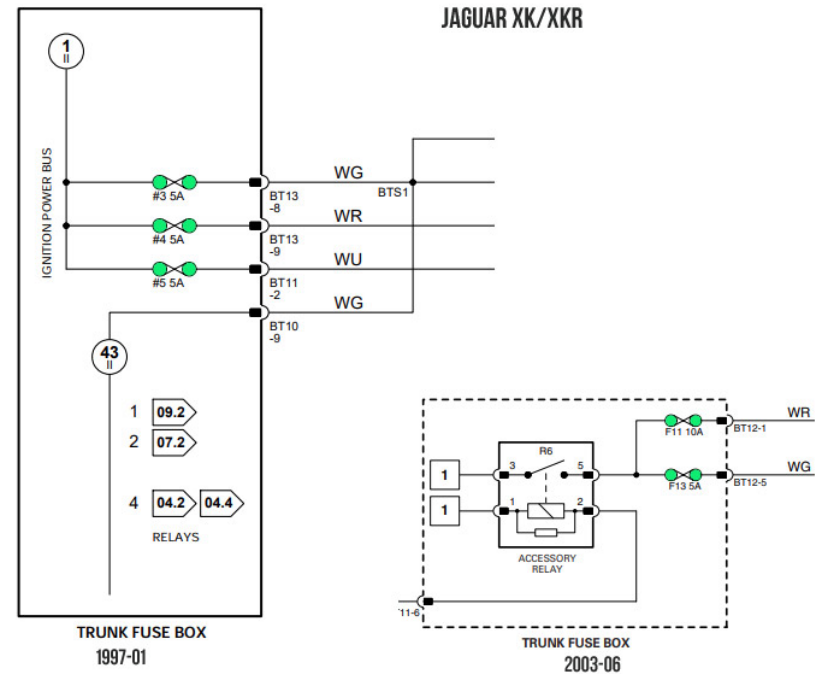 JAGUAR XK/XKR
1
II
IGNITION POWER BUS
#3 5A
BT13
-8
WG
BTS1
#4 5A
BT13
-9
WR
#5 5A
BT11
-2
WU
BT10
-9
WG
43
II
1 09.2
2 07.2
4 04.2 04.4
RELAYS
TRUNK FUSE BOX
1997-01
R6
1
3
5
1
1
2
ACCESSORY
RELAY
F11 10A
BT12-1
WR
F13 5A
BT12-5
WG
11-6
TRUNK FUSE BOX
2003-06